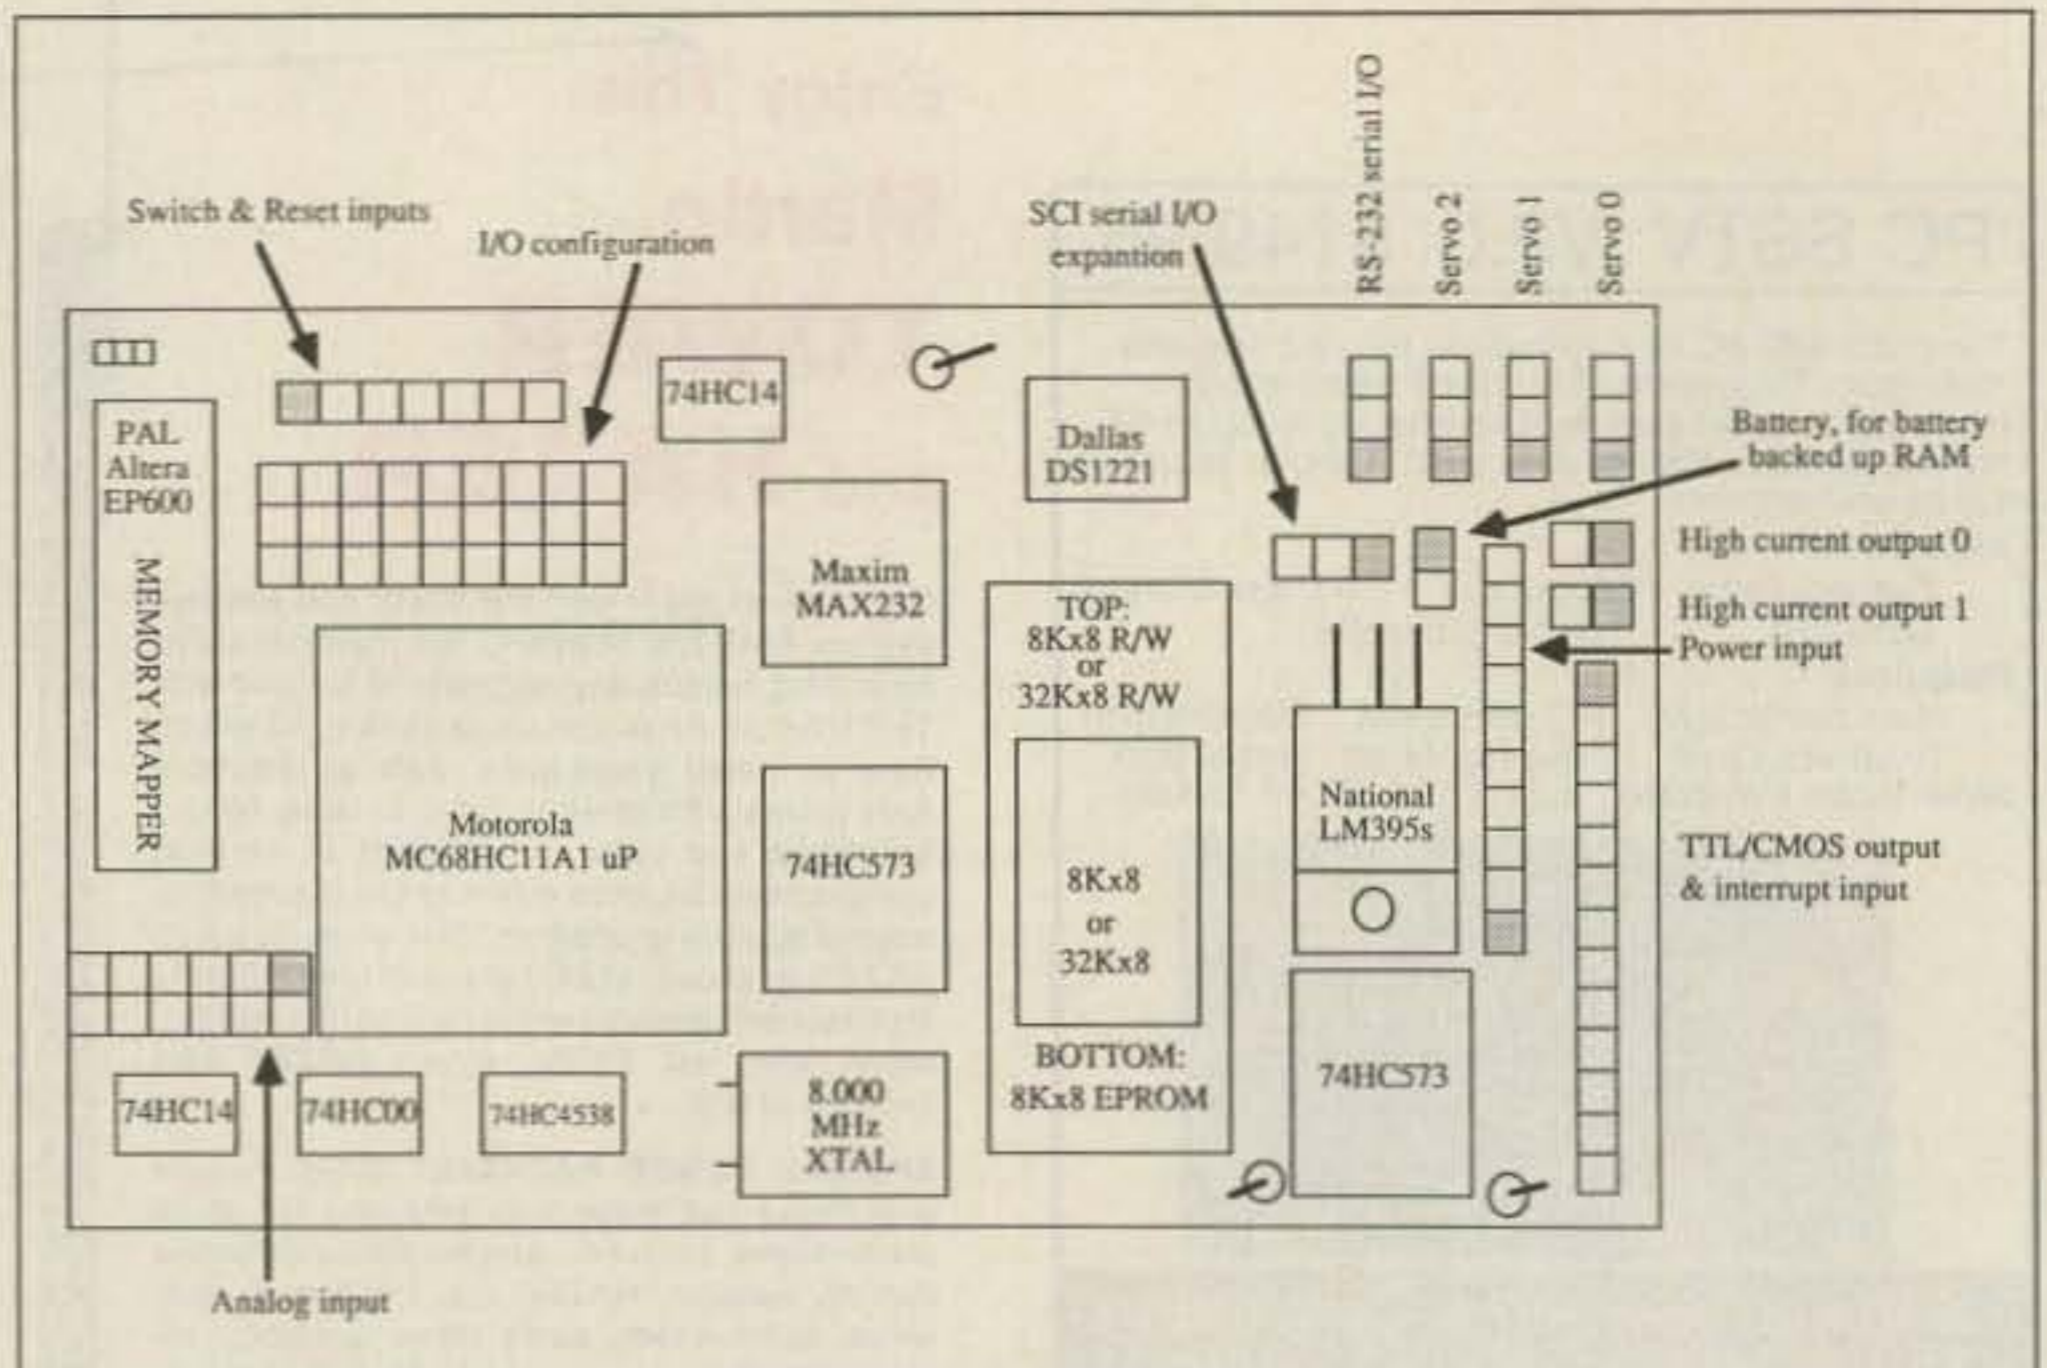 RS-232 serial I/O
Servo 2
Servo 1
Servo 0
Switch & Reset inputs
I/O configuration
SCI serial I/O
expantion
74HC14
PAL
Altera
EP600
MEMORY MAPPER
Dallas
DS1221
Battery, for battery
backed up RAM
Maxim
MAX232
High current output 0
High current output 1
Power input
TOP:
8Kx8 R/W
or
32Kx8 R/W
Motorola
MC68HC11A1 uP
74HC573
8Kx8
or
32Kx8
National
LM395s
TTL/CMOS output
& interrupt input
BOTTOM:
8Kx8 EPROM
74HC573
74HC14
74HC00
74HC4538
8.000
MHz
XTAL
Analog input